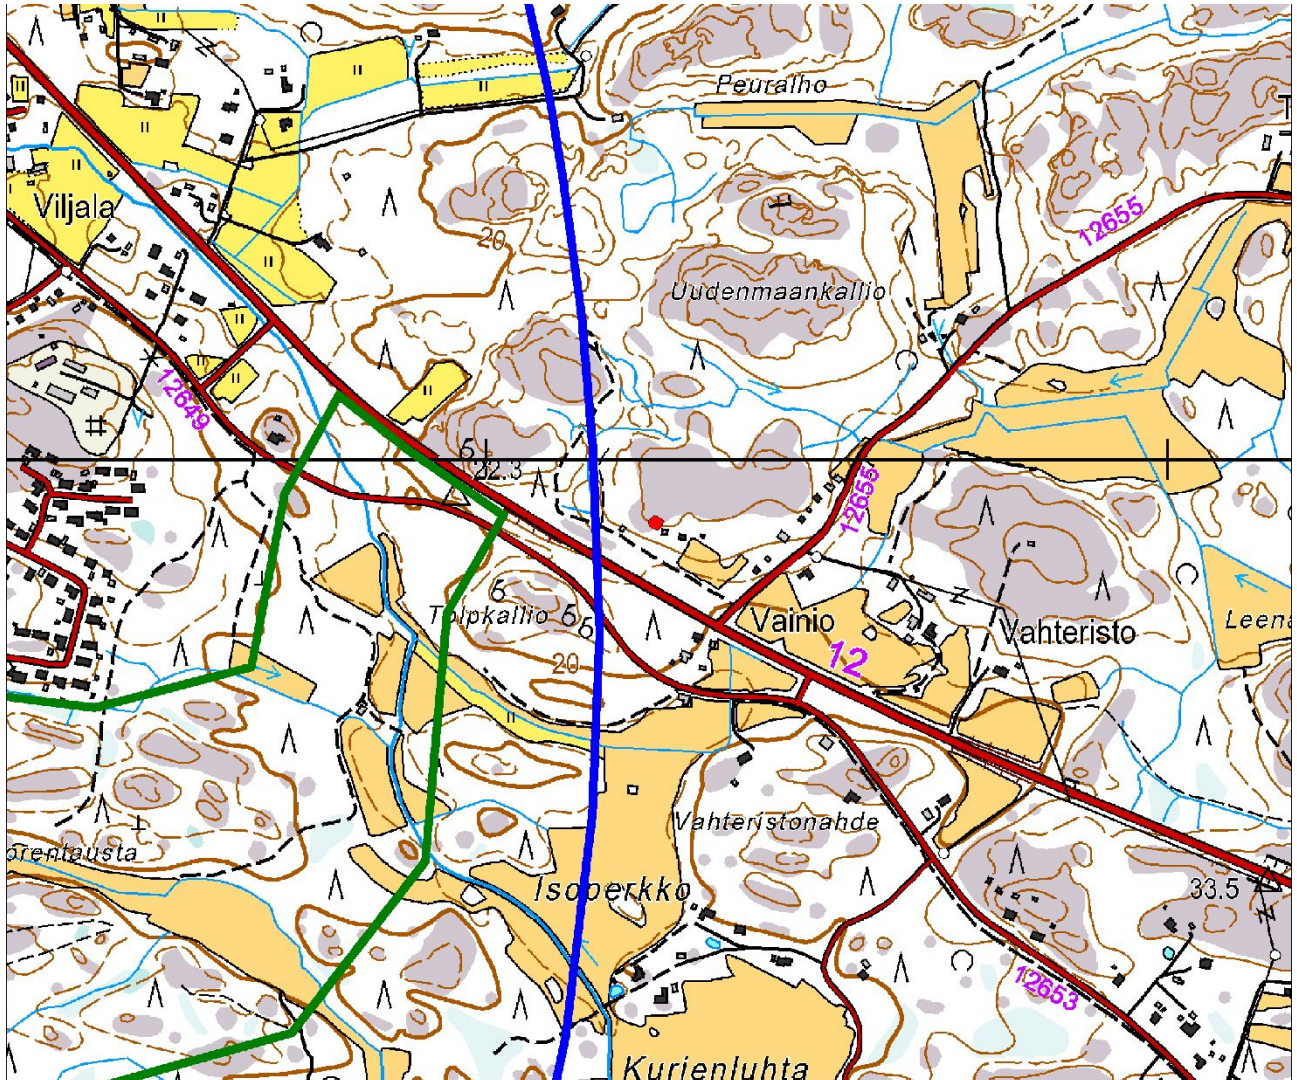 Peuralho
Viljala
12655
20
Uudenmaankallio
12649
22.3
12655
Tolpkallio
Vainio
Vahteristo
Leena
20
12
Vahteristonahde
örentausta
Isoperkko
33.5
12653
Kurienluhta